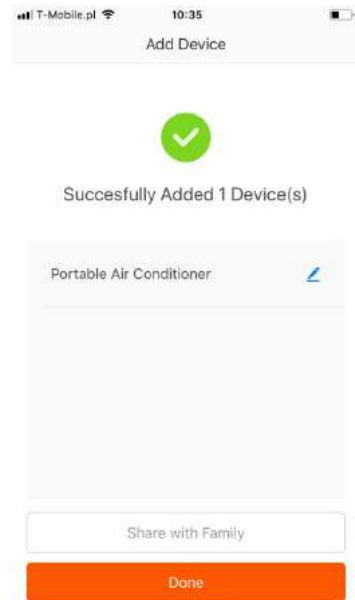 T-Mobile.pl 10:35
Add Device
Succesfully Added 1 Device(s)
Portable Air Conditioner
Share with Family
Done